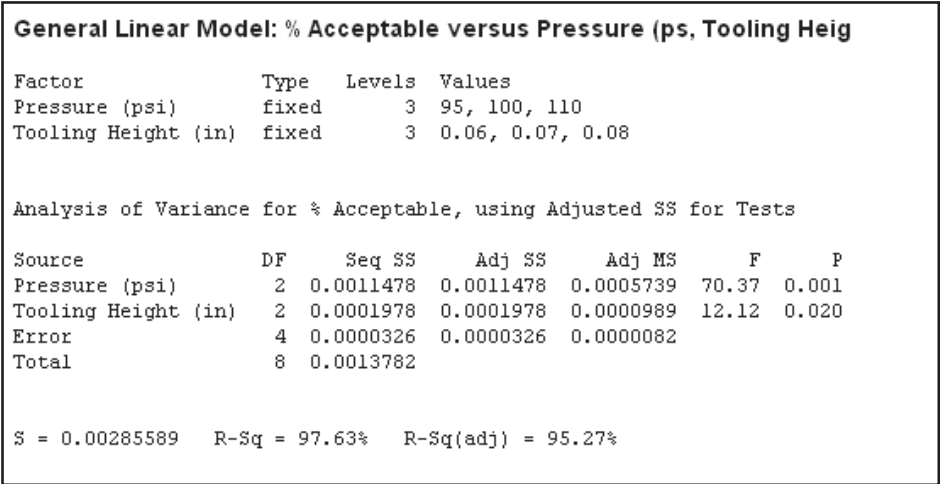 General Linear Model: % Acceptable versus Pressure (ps, Tooling Heig
Factor Type Levels Values
Pressure (psi) fixed 3 95, 100, 110
Tooling Height (in) fixed 3 0.06, 0.07, 0.08
Analysis of Variance for % Acceptable, using Adjusted SS for Tests
Source DF Seq SS Adj SS Adj MS F P
Pressure (psi) 2 0.0011478 0.0011478 0.0005739 70.37 0.001
Tooling Height (in) 2 0.0001978 0.0001978 0.0000989 12.12 0.020
Error 4 0.0000326 0.0000326 0.0000082
Total 8 0.0013782
S = 0.00285589 R-Sq = 97.63% R-Sq(adj) = 95.27%